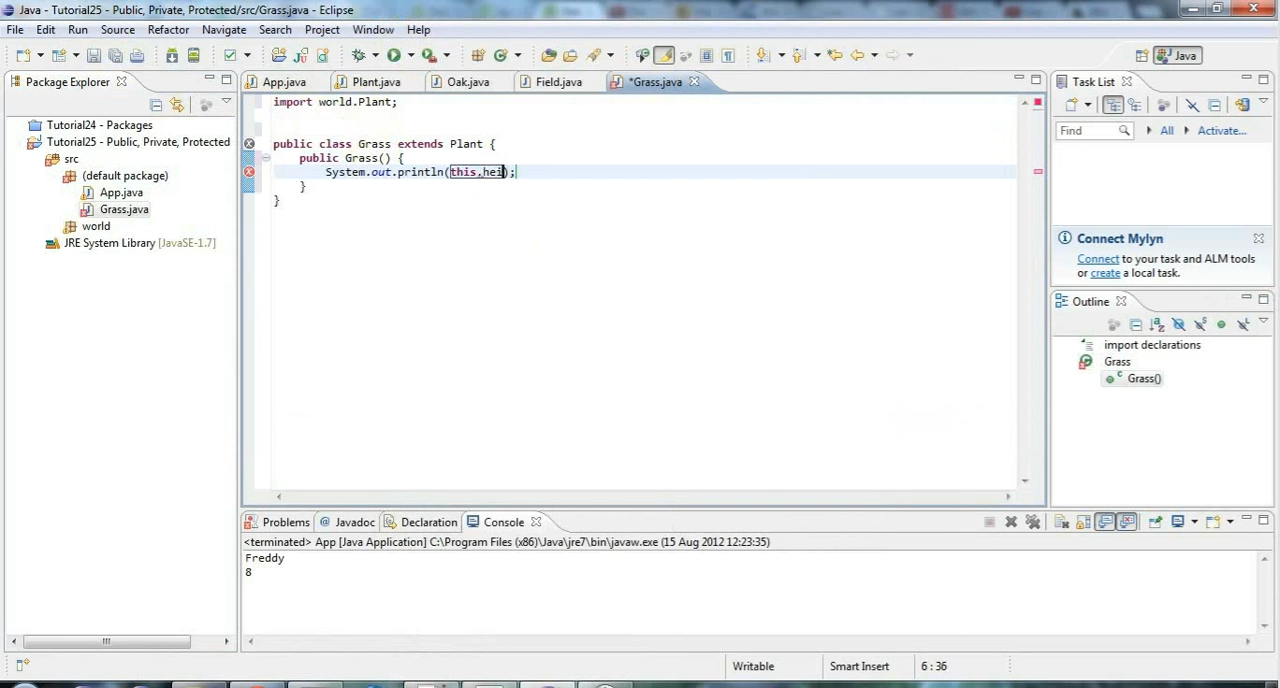 Java - Tutorial25 - Public, Private, Protected/src/Grass.java - Eclipse
File Edit Run Source Refactor Navigate Search Project Window Help
Java
Package Explorer
App.java Plant.java Oak.java Field.java *Grass.java
Task List
Tutorial24 - Packages
Tutorial25 - Public, Private, Protected
src
(default package)
App.java
Grass.java
world
JRE System Library [JavaSE-1.7]
import world.Plant;
public class Grass extends Plant {
public Grass() {
System.out.println(this,hei);
}
}
Find All Activate...
Connect Mylyn
Connect to your task and ALM tools
or create a local task.
Outline
import declarations
Grass
Grass()
Problems Javadoc Declaration Console
<terminated> App [Java Application] C:\Program Files (x86)\Java\jre7\bin\javaw.exe (15 Aug 2012 12:23:35)
Freddy
8
Writable Smart Insert 6 : 36